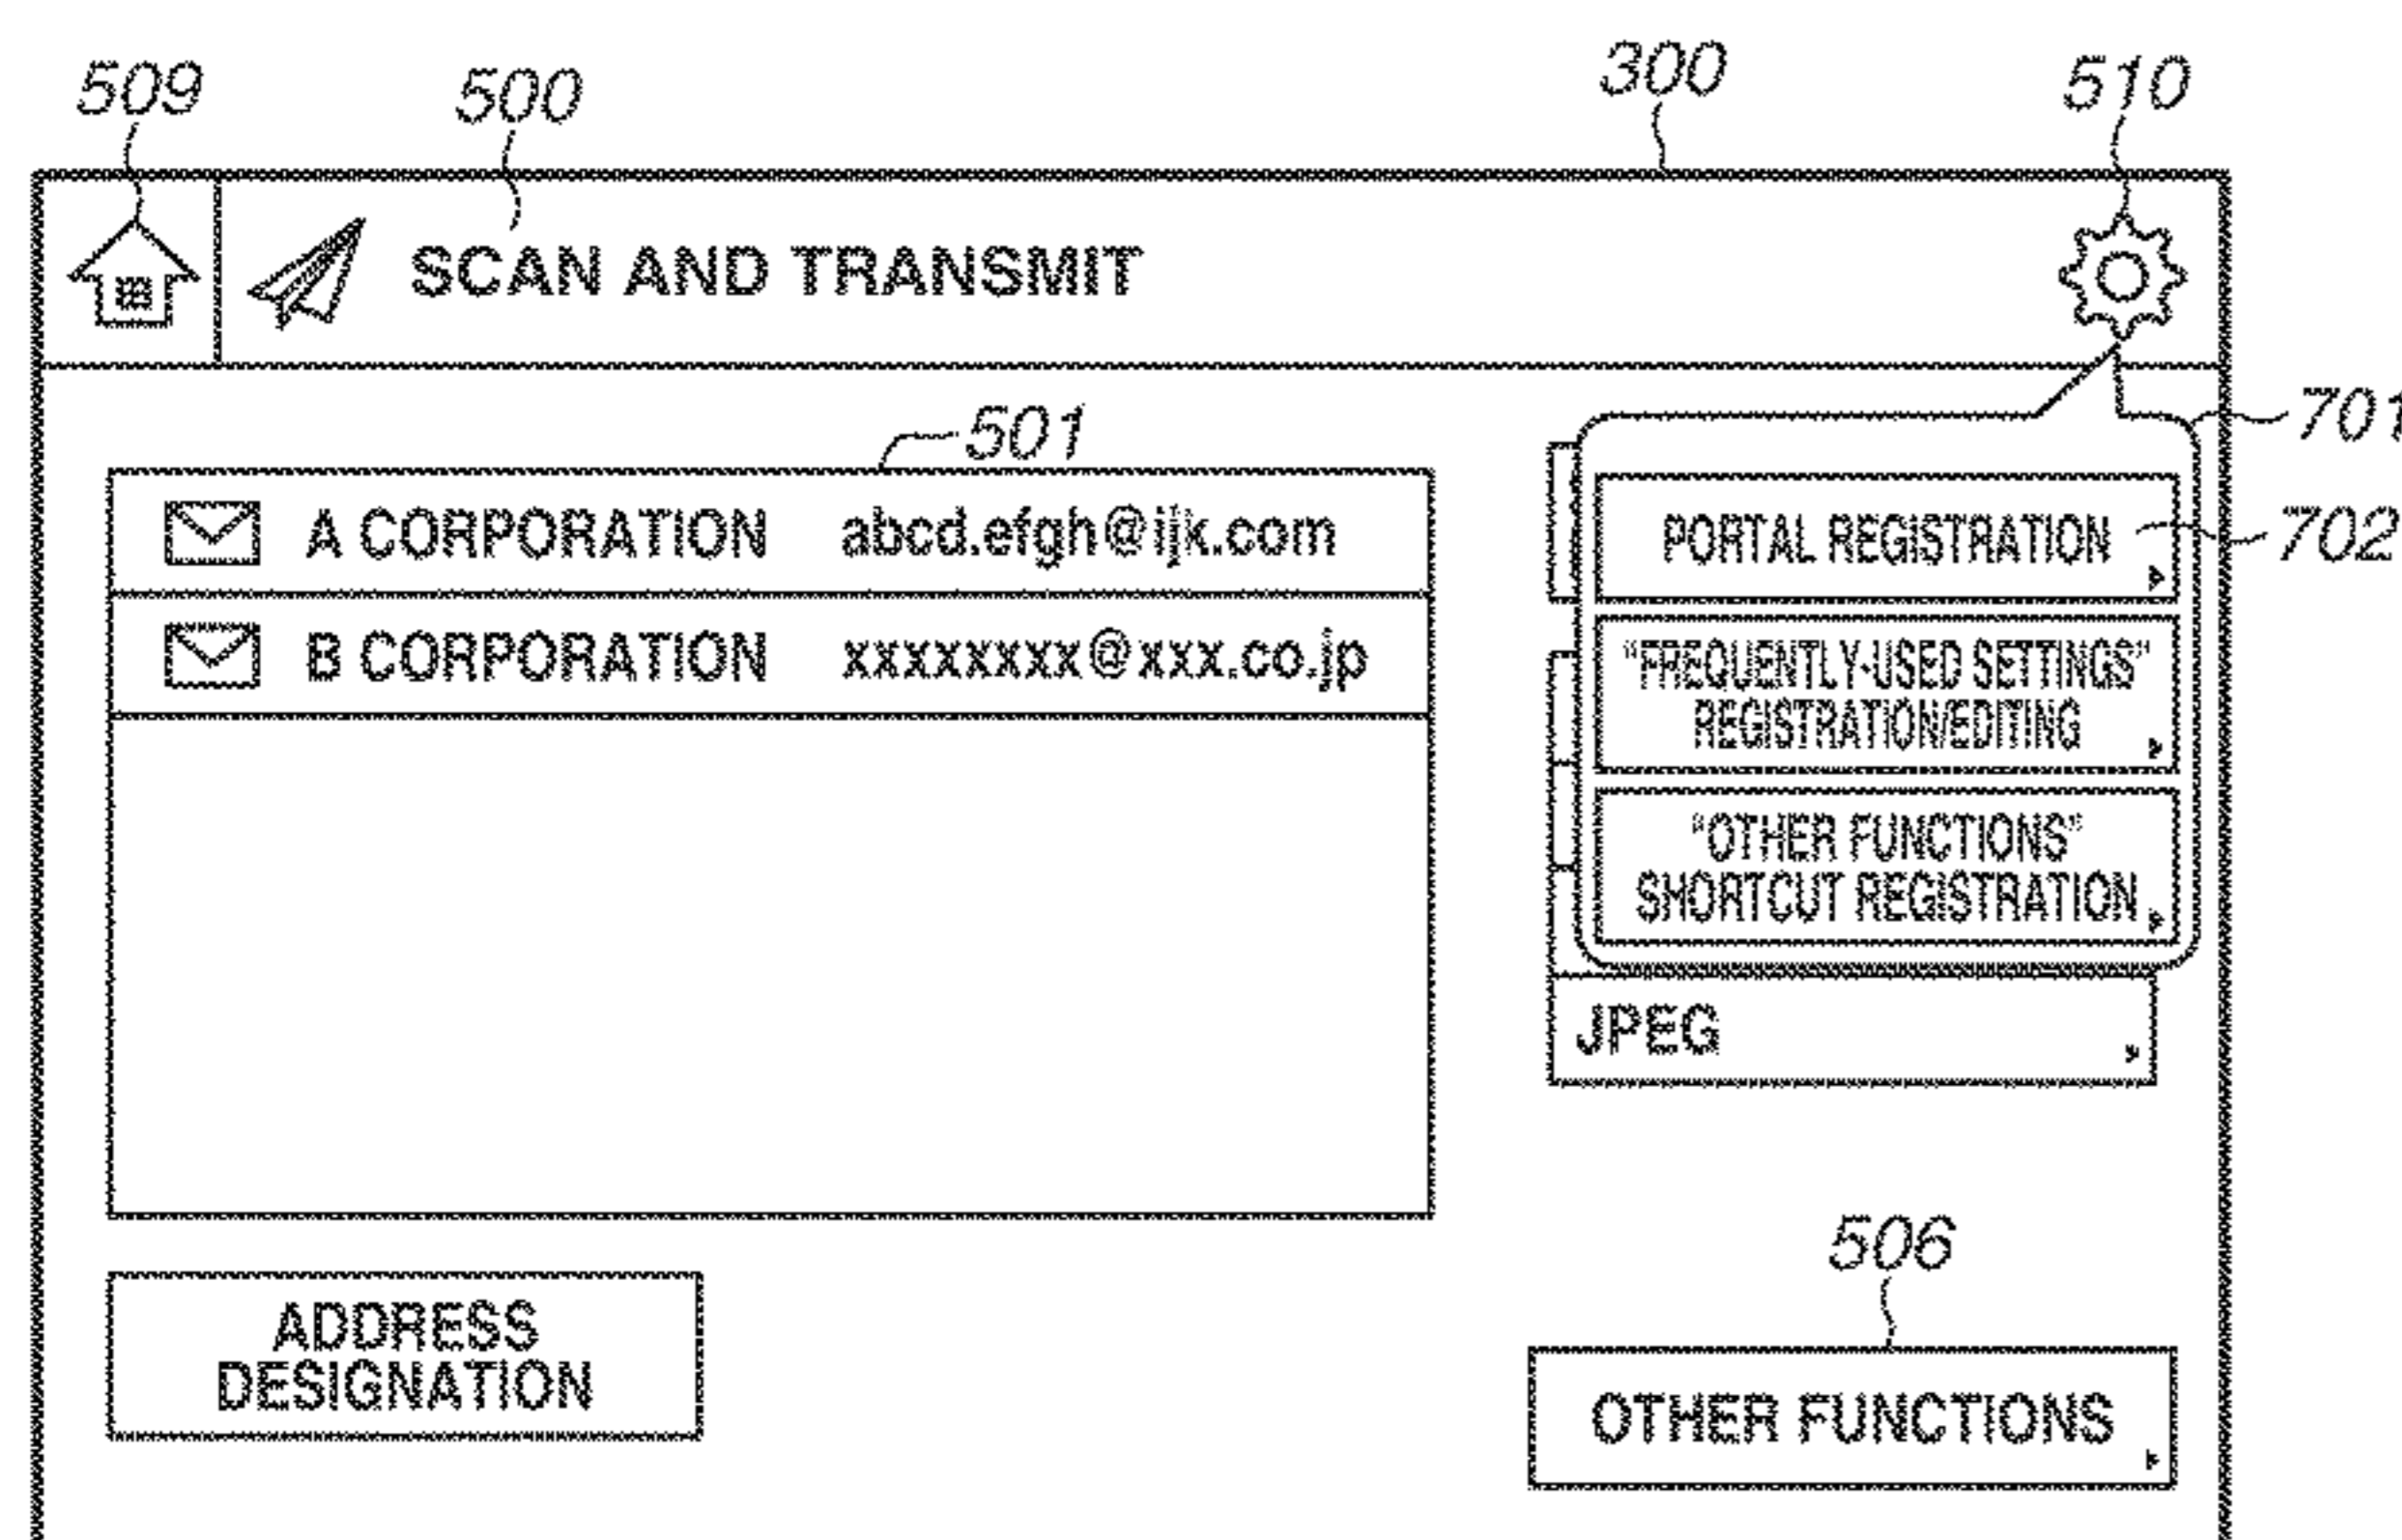 509
500
300
510
SCAN AND TRANSMIT
501
701
A CORPORATION abcd.efgh@ijk.com
PORTAL REGISTRATION
702
B CORPORATION xxxxxxxx@xxx.co.jp
"FREQUENTLY-USED SETTINGS"
REGISTRATION/EDITING
"OTHER FUNCTIONS"
SHORTCUT REGISTRATION
JPEG
506
ADDRESS
DESIGNATION
OTHER FUNCTIONS